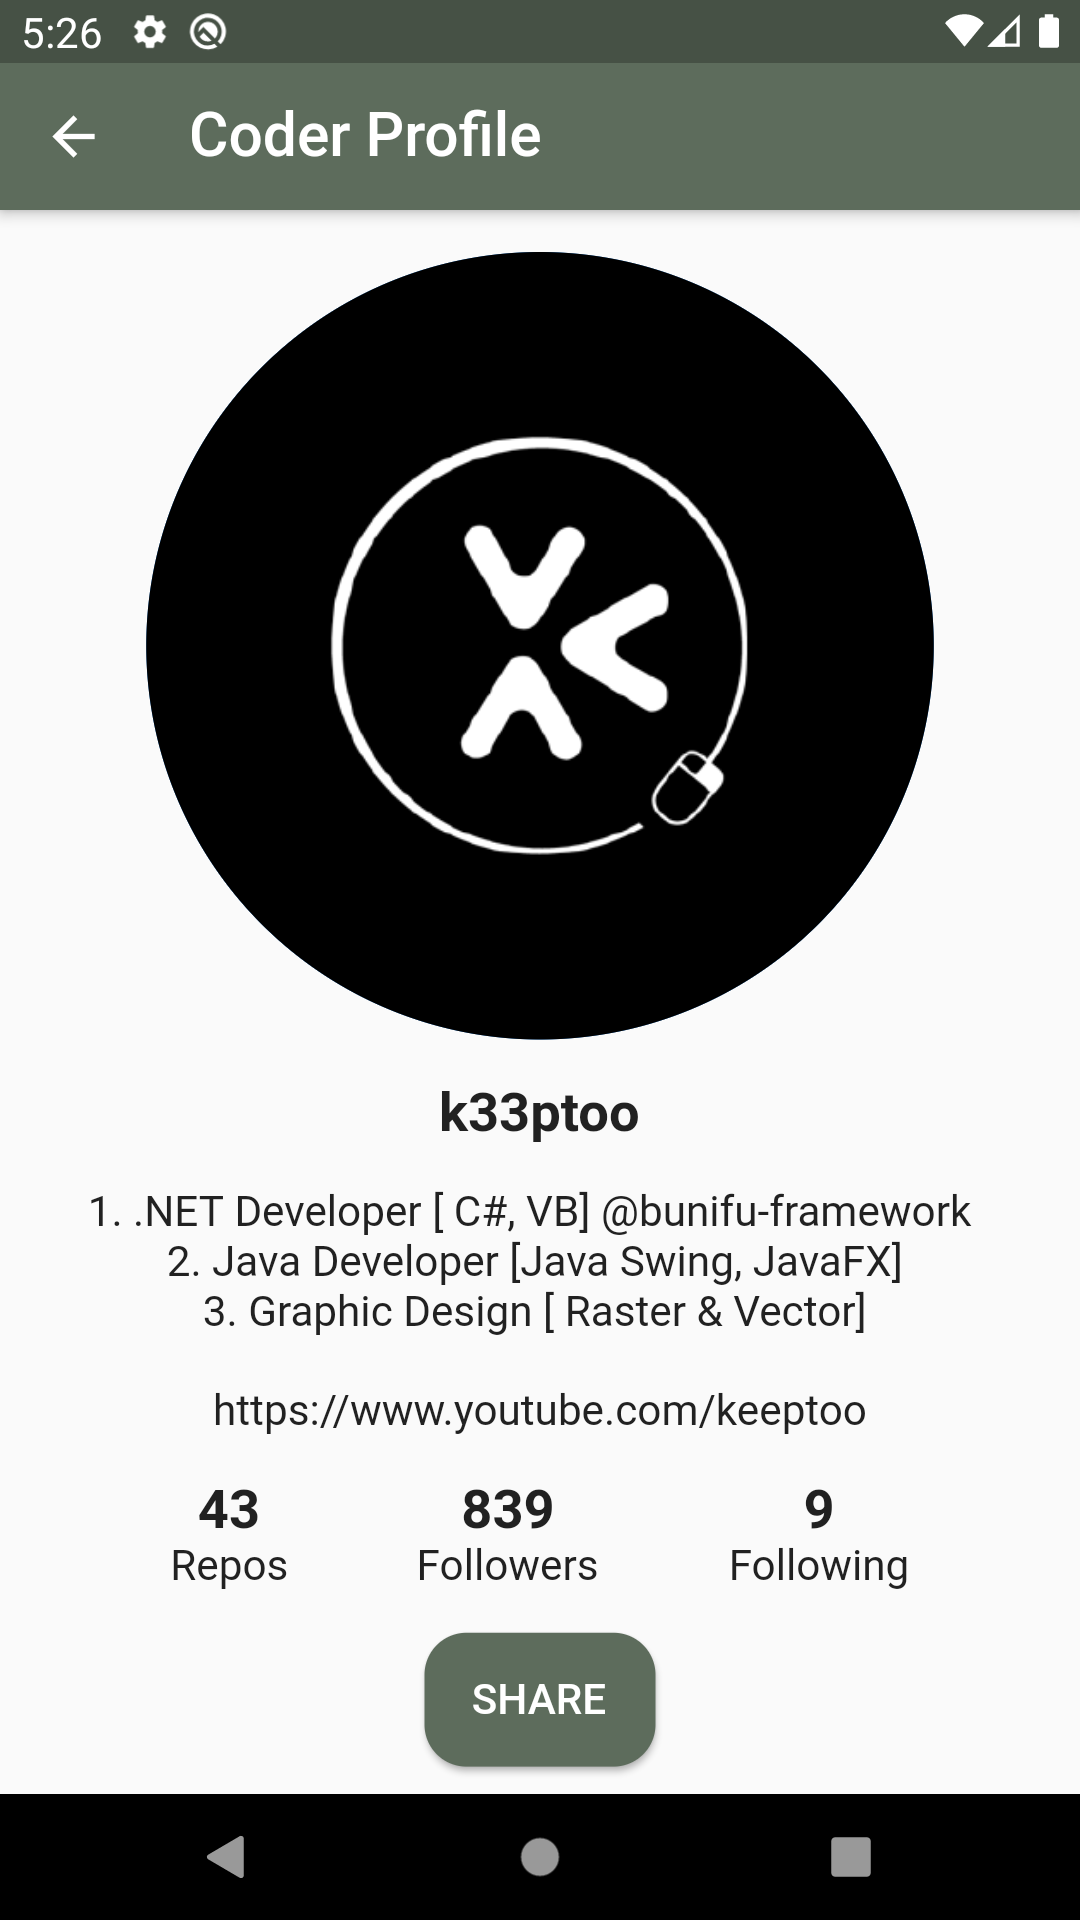 5:26
Coder Profile
k33ptoo
1. .NET Developer [ C#, VB] @bunifu-framework
2. Java Developer [Java Swing, JavaFX]
3. Graphic Design [ Raster & Vector]
https://www.youtube.com/keeptoo
43 839 9
Repos Followers Following
SHARE